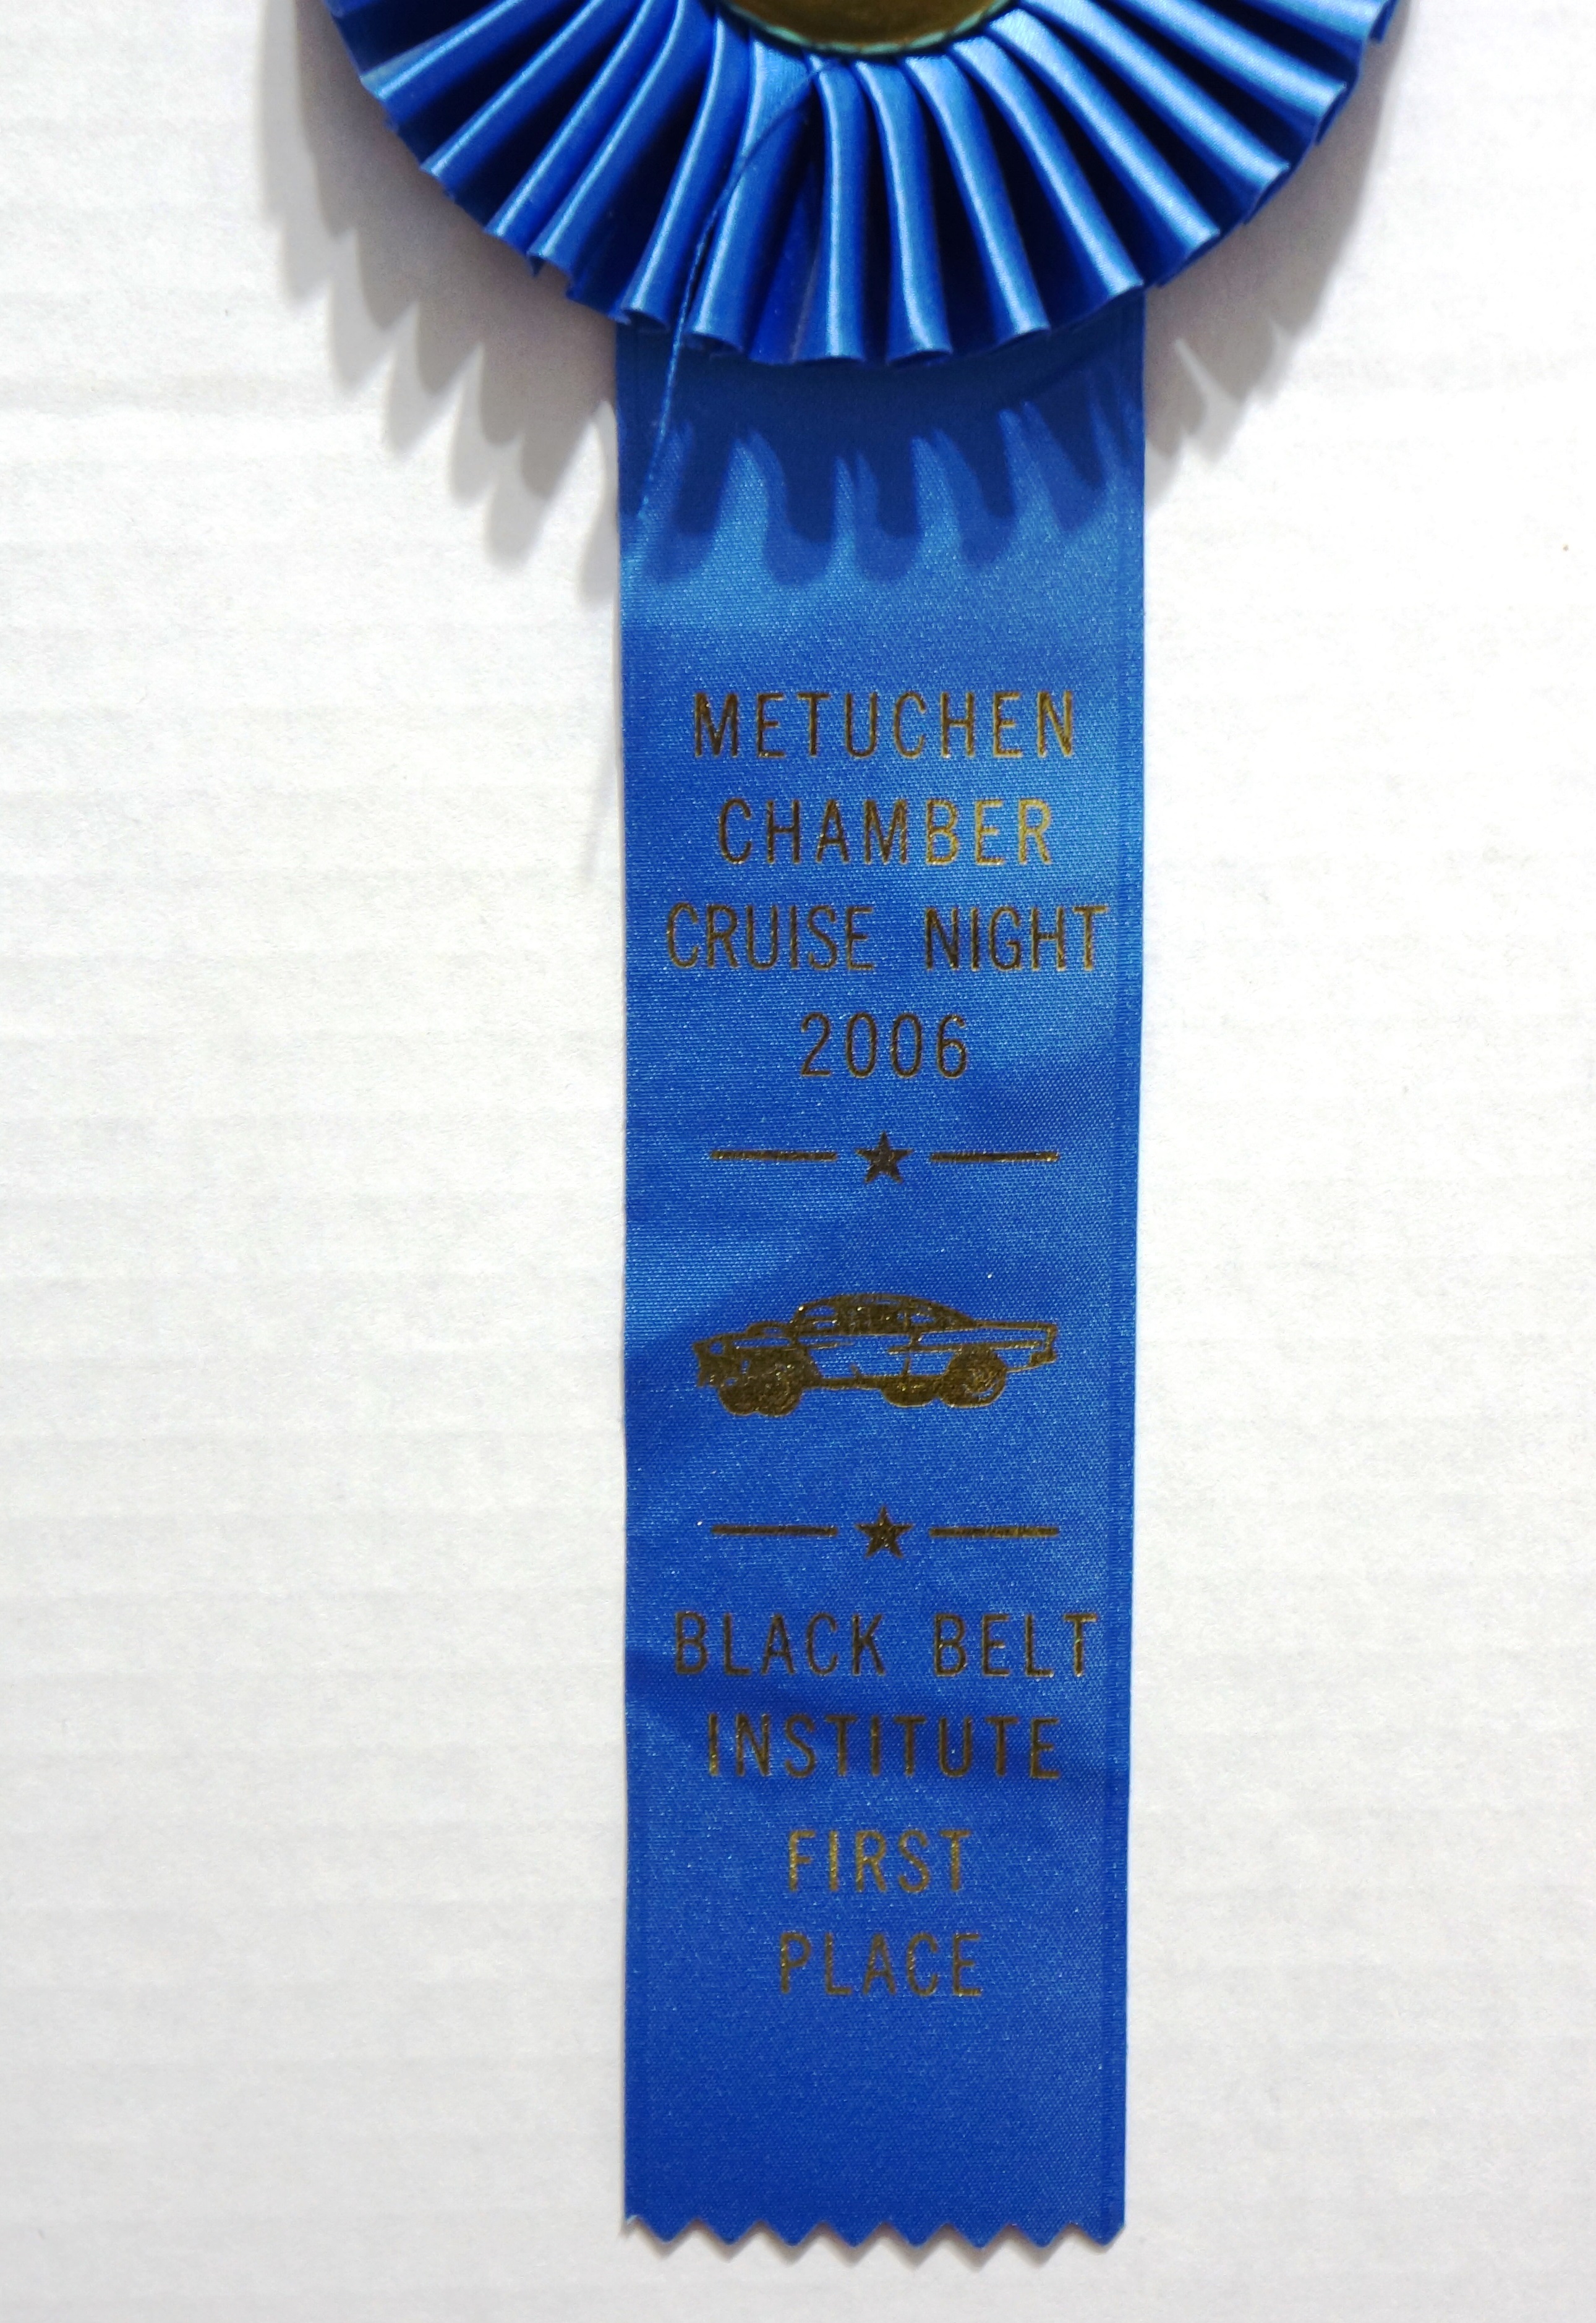 METUCHEN
CHAMBER
CRUISE NIGHT
2006
BLACK BELT
INSTITUTE
FIRST
PLACE